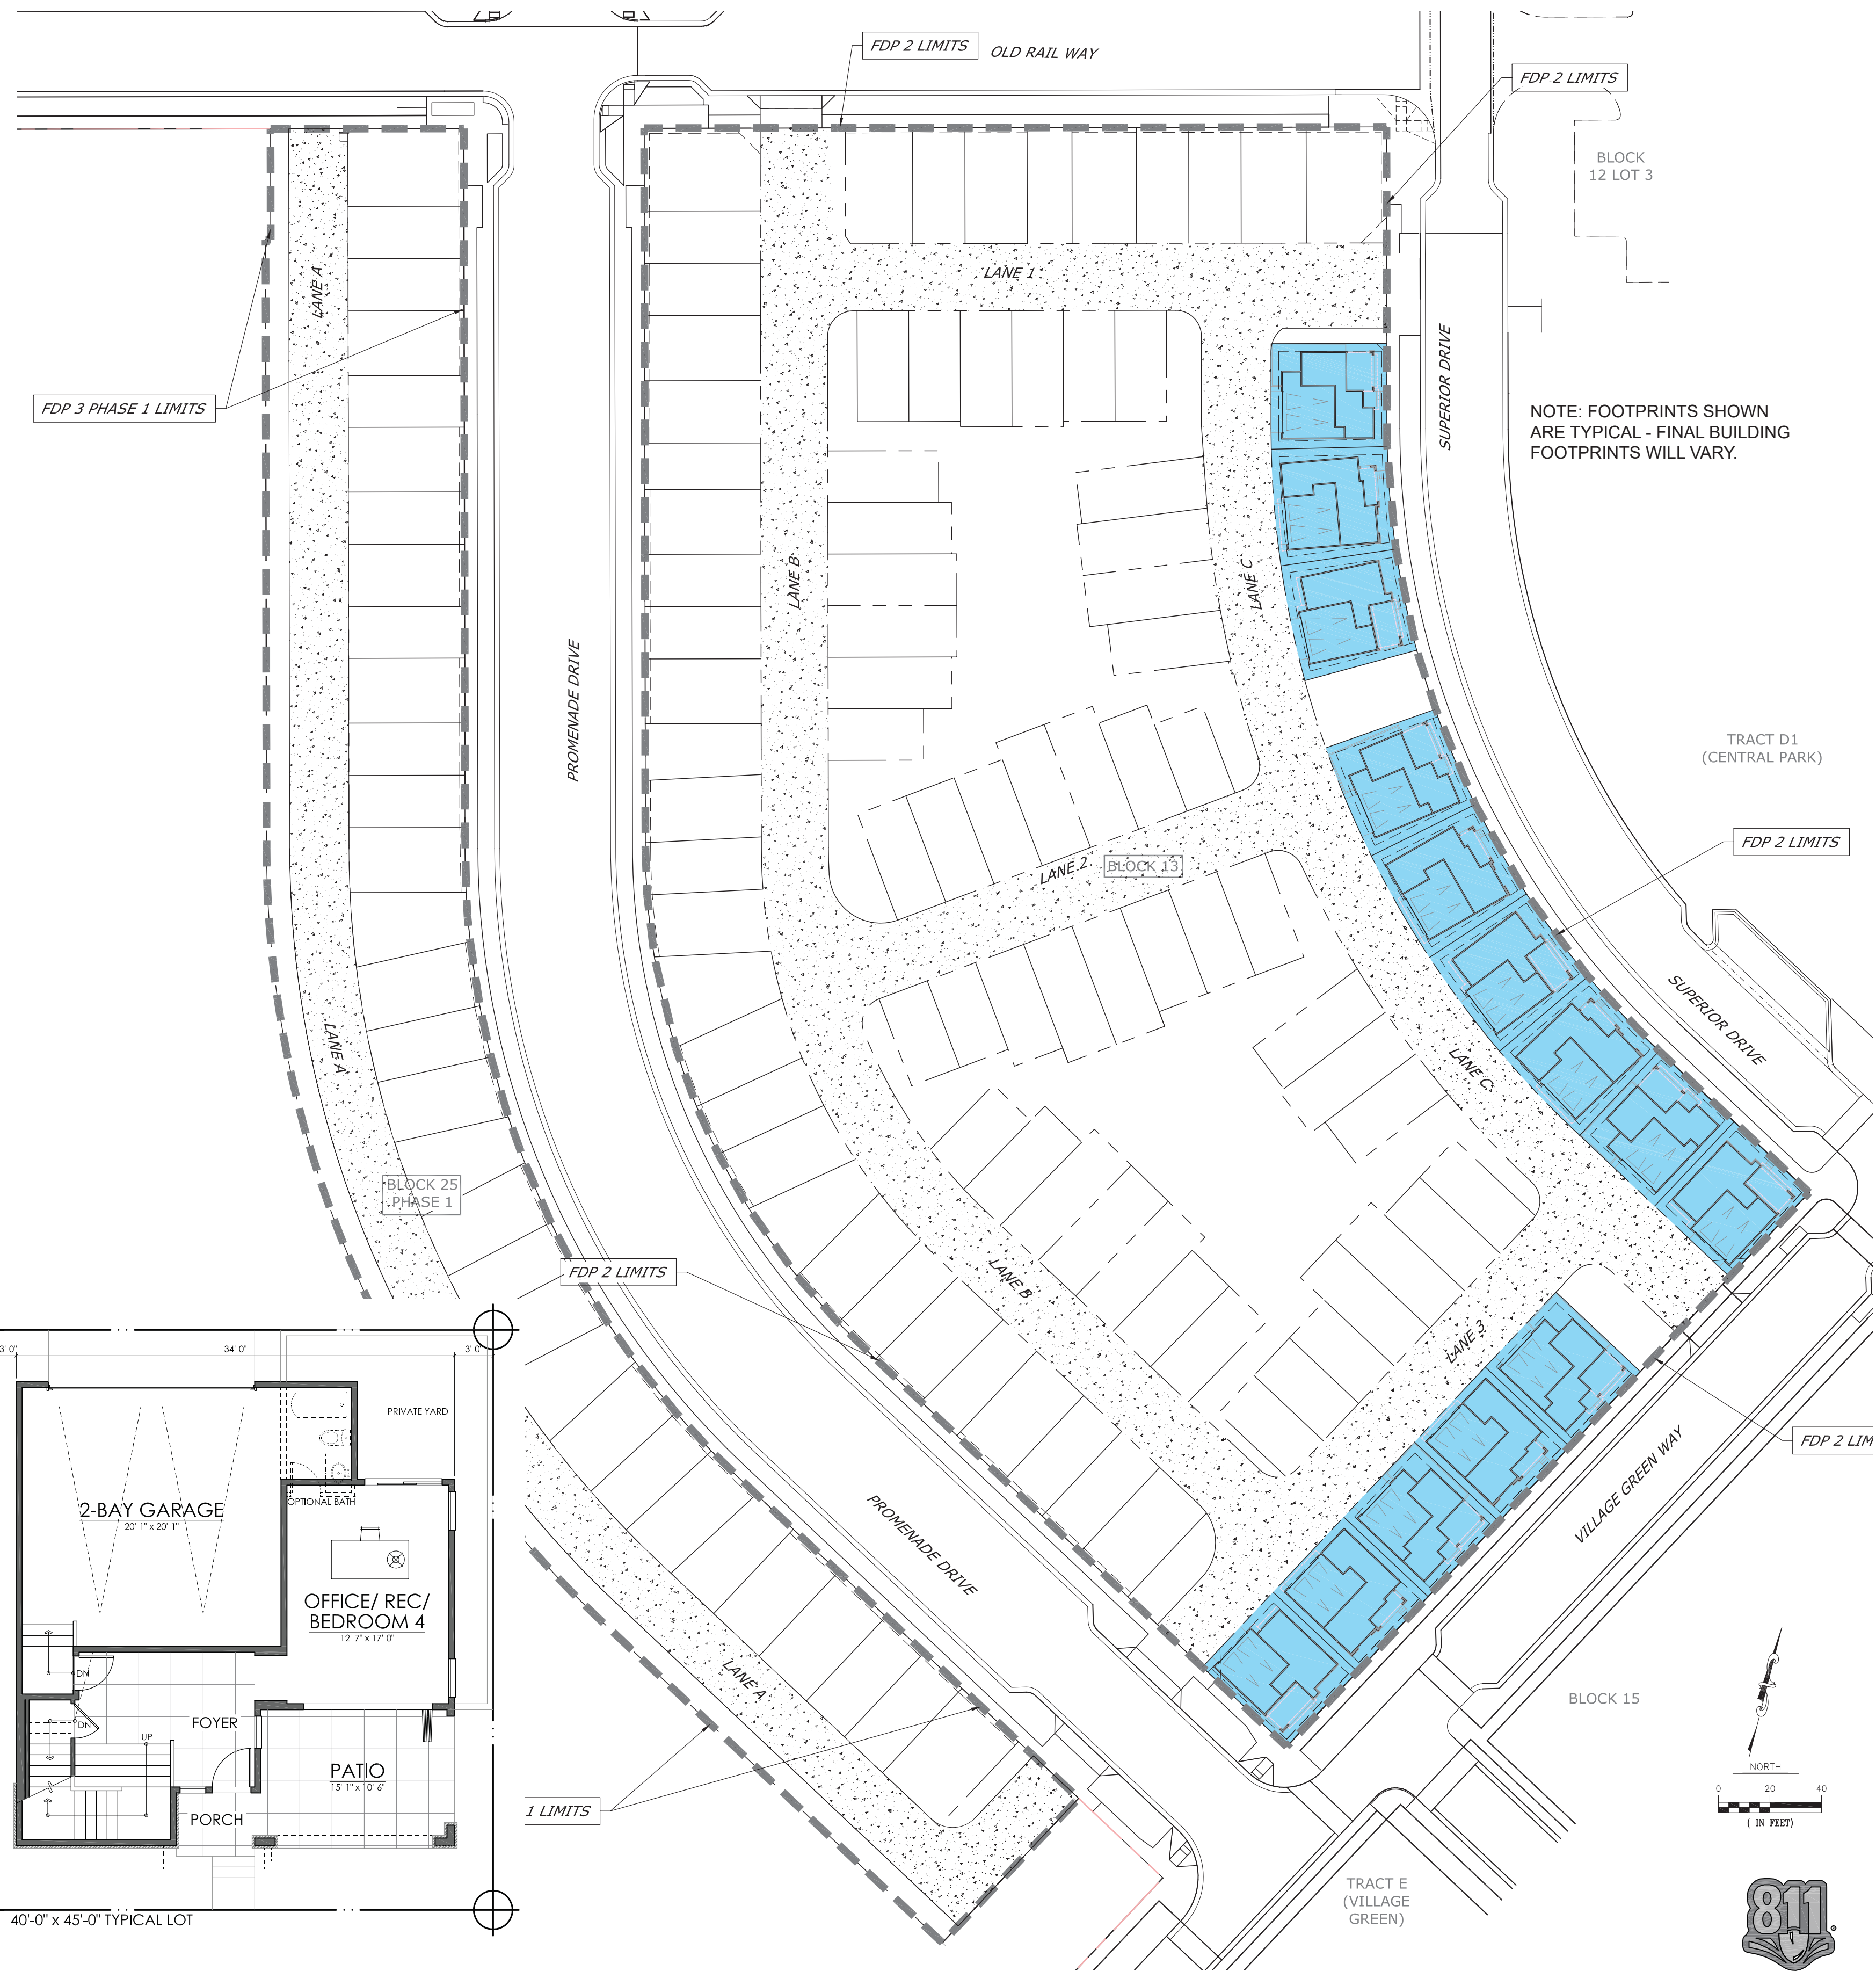 FDP 2 LIMITS
OLD RAIL WAY
FDP 2 LIMITS
BLOCK
12 LOT 3
LANE A
LANE 1
FDP 3 PHASE 1 LIMITS
SUPERIOR DRIVE
NOTE: FOOTPRINTS SHOWN
ARE TYPICAL - FINAL BUILDING
FOOTPRINTS WILL VARY.
LANE B
LANE C
PROMENADE DRIVE
TRACT D1
(CENTRAL PARK)
FDP 2 LIMITS
LANE 2
BLOCK 13
SUPERIOR DRIVE
LANE A
LANE C
BLOCK 25
PHASE 1
FDP 2 LIMITS
LANE B
LANE 3
3'-0"
34'-0"
3'-0"
PRIVATE YARD
FDP 2 LIM
VILLAGE GREEN WAY
2-BAY GARAGE
20'-1" x 20'-1"
OPTIONAL BATH
PROMENADE DRIVE
OFFICE/ REC/
BEDROOM 4
12'-7" x 17'-0"
DN
LANE A
BLOCK 15
FOYER
DN
UP
PATIO
15'-1" x 10'-6"
PORCH
1 LIMITS
NORTH
0 20 40
( IN FEET)
TRACT E
(VILLAGE
GREEN)
811
40'-0" x 45'-0" TYPICAL LOT